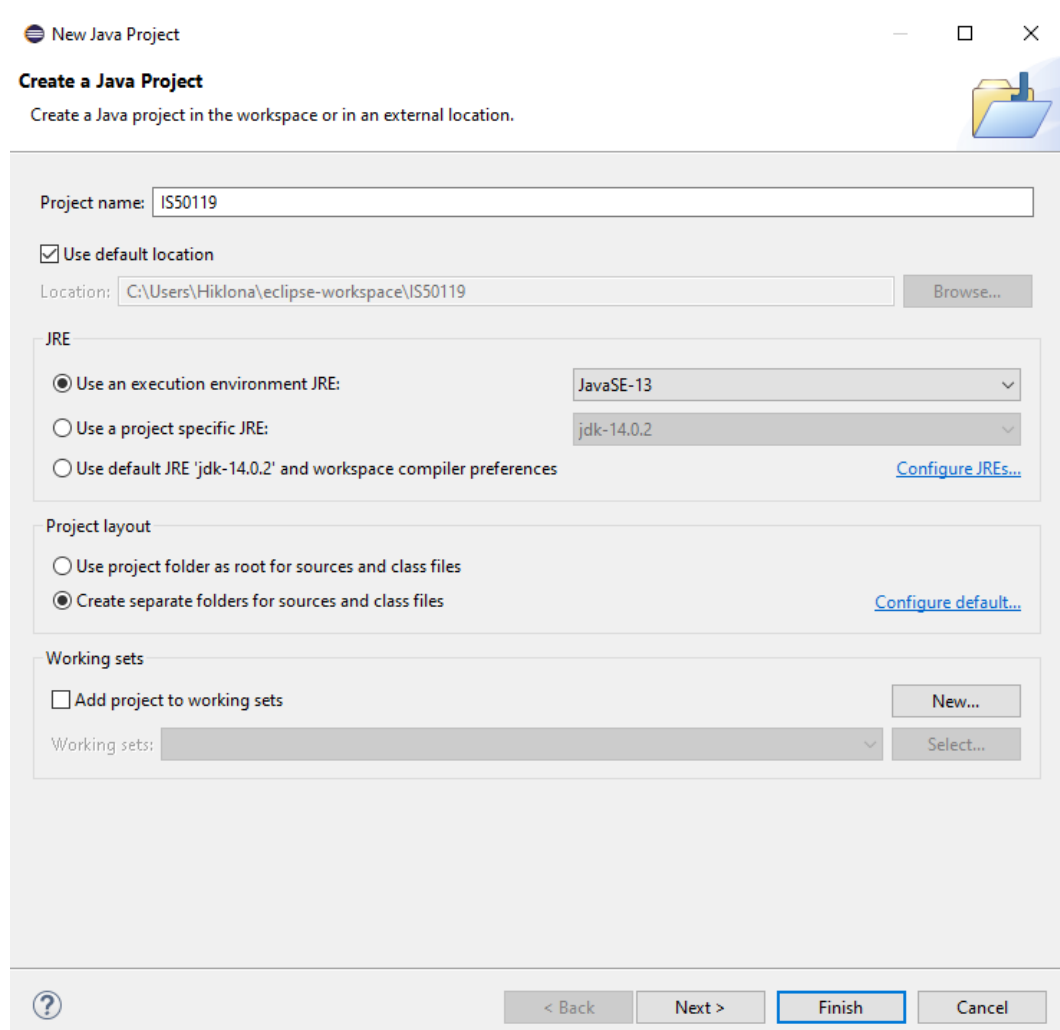 New Java Project
Create a Java Project
Create a Java project in the workspace or in an external location.
Project name: IS50119
Use default location
Location: C:\Users\Hiklona\eclipse-workspace\IS50119 Browse...
JRE
Use an execution environment JRE: JavaSE-13
Use a project specific JRE: jdk-14.0.2
Use default JRE 'jdk-14.0.2' and workspace compiler preferences Configure JREs...
Project layout
Use project folder as root for sources and class files
Create separate folders for sources and class files Configure default...
Working sets
Add project to working sets New...
Working sets: Select...
? < Back Next > Finish Cancel